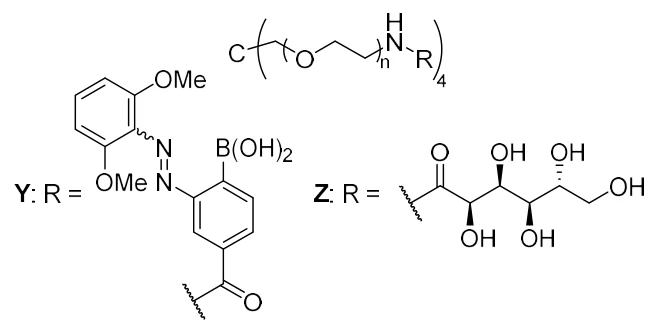 H
C ( ( O ) n N R ) 4
OMe
N
N
B(OH)2
OMe
Y: R =
O
Z: R =
O OH OH
OH
OH OH